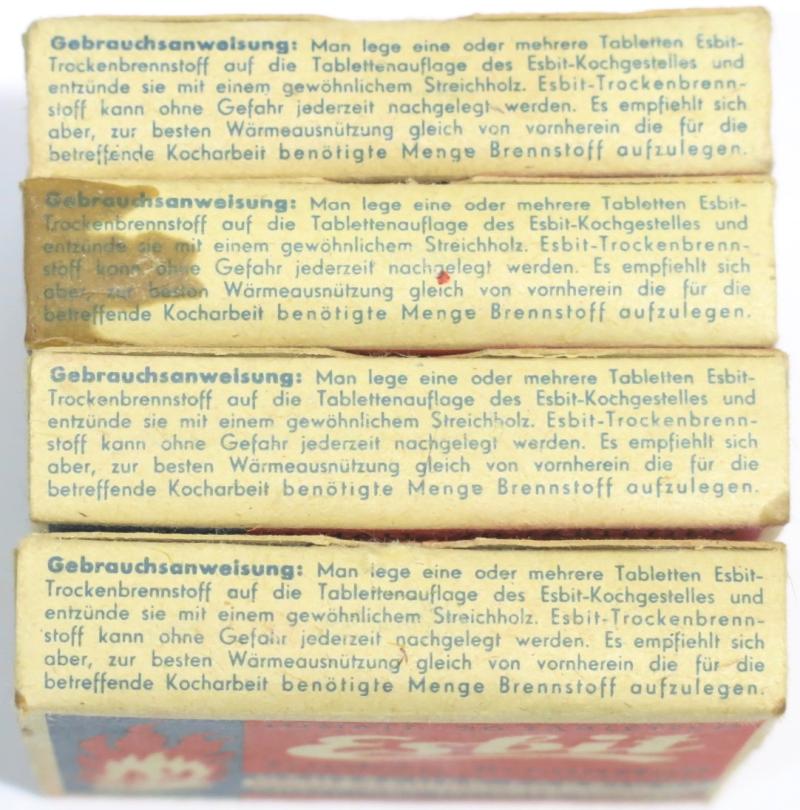 Gebrauchsanweisung: Man lege eine oder mehrere Tabletten Esbit-
Trockenbrennstoff auf die Tablettenauflage des Esbit-Kochgestelles und
entzünde sie mit einem gewöhnlichem Streichholz. Esbit-Trockenbrenn-
stoff kann ohne Gefahr jederzeit nachgelegt werden. Es empfiehlt sich
aber, zur besten Wärmeausnützung gleich von vornherein die für die
betreffende Kocharbeit benötigte Menge Brennstoff aufzulegen.
Gebrauchsanweisung: Man lege eine oder mehrere Tabletten Esbit-
Trockenbrennstoff auf die Tablettenauflage des Esbit-Kochgestelles und
entzünde sie mit einem gewöhnlichem Streichholz. Esbit-Trockenbrenn-
stoff kann ohne Gefahr jederzeit nachgelegt werden. Es empfiehlt sich
aber, zur besten Wärmeausnützung gleich von vornherein die für die
betreffende Kocharbeit benötigte Menge Brennstoff aufzulegen.
Gebrauchsanweisung: Man lege eine oder mehrere Tabletten Esbit-
Trockenbrennstoff auf die Tablettenauflage des Esbit-Kochgestelles und
entzünde sie mit einem gewöhnlichem Streichholz. Esbit-Trockenbrenn-
stoff kann ohne Gefahr jederzeit nachgelegt werden. Es empfiehlt sich
aber, zur besten Wärmeausnützung gleich von vornherein die für die
betreffende Kocharbeit benötigte Menge Brennstoff aufzulegen.
Gebrauchsanweisung: Man lege eine oder mehrere Tabletten Esbit-
Trockenbrennstoff auf die Tablettenauflage des Esbit-Kochgestelles und
entzünde sie mit einem gewöhnlichem Streichholz. Esbit-Trockenbrenn-
stoff kann ohne Gefahr jederzeit nachgelegt werden. Es empfiehlt sich
aber, zur besten Wärmeausnützung gleich von vornherein die für die
betreffende Kocharbeit benötigte Menge Brennstoff aufzulegen.
Esbit